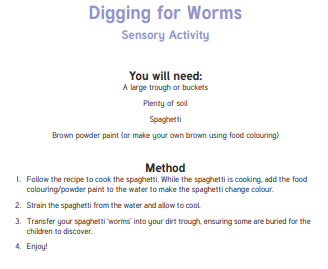 Digging for Worms
Sensory Activity
You will need:
A large trough or buckets
Plenty of soil
Spaghetti
Brown powder paint (or make your own brown using food colouring)
Method
1. Follow the recipe to cook the spaghetti. While the spaghetti is cooking, add the food
colouring/powder paint to the water to make the spaghetti change colour.
2. Strain the spaghetti from the water and allow to cool.
3. Transfer your spaghetti 'worms' into your dirt trough, ensuring some are buried for the
children to discover.
4. Enjoy!